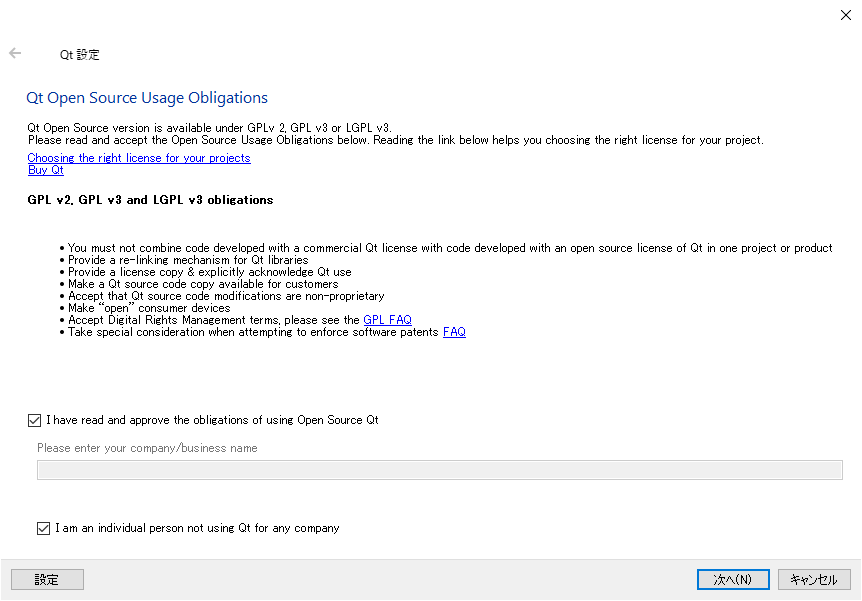 Qt 設定
Qt Open Source Usage Obligations
Qt Open Source version is available under GPLv 2, GPL v3 or LGPL v3.
Please read and accept the Open Source Usage Obligations below. Reading the link below helps you choosing the right license for your project.
Choosing the right license for your projects
Buy Qt
GPL v2, GPL v3 and LGPL v3 obligations
• You must not combine code developed with a commercial Qt license with code developed with an open source license of Qt in one project or product
• Provide a re-linking mechanism for Qt libraries
• Provide a license copy & explicitly acknowledge Qt use
• Make a Qt source code copy available for customers
• Accept that Qt source code modifications are non-proprietary
• Make “open” consumer devices
• Accept Digital Rights Management terms, please see the GPL FAQ
• Take special consideration when attempting to enforce software patents FAQ
I have read and approve the obligations of using Open Source Qt
Please enter your company/business name
I am an individual person not using Qt for any company
設定
次へ(N)
キャンセル